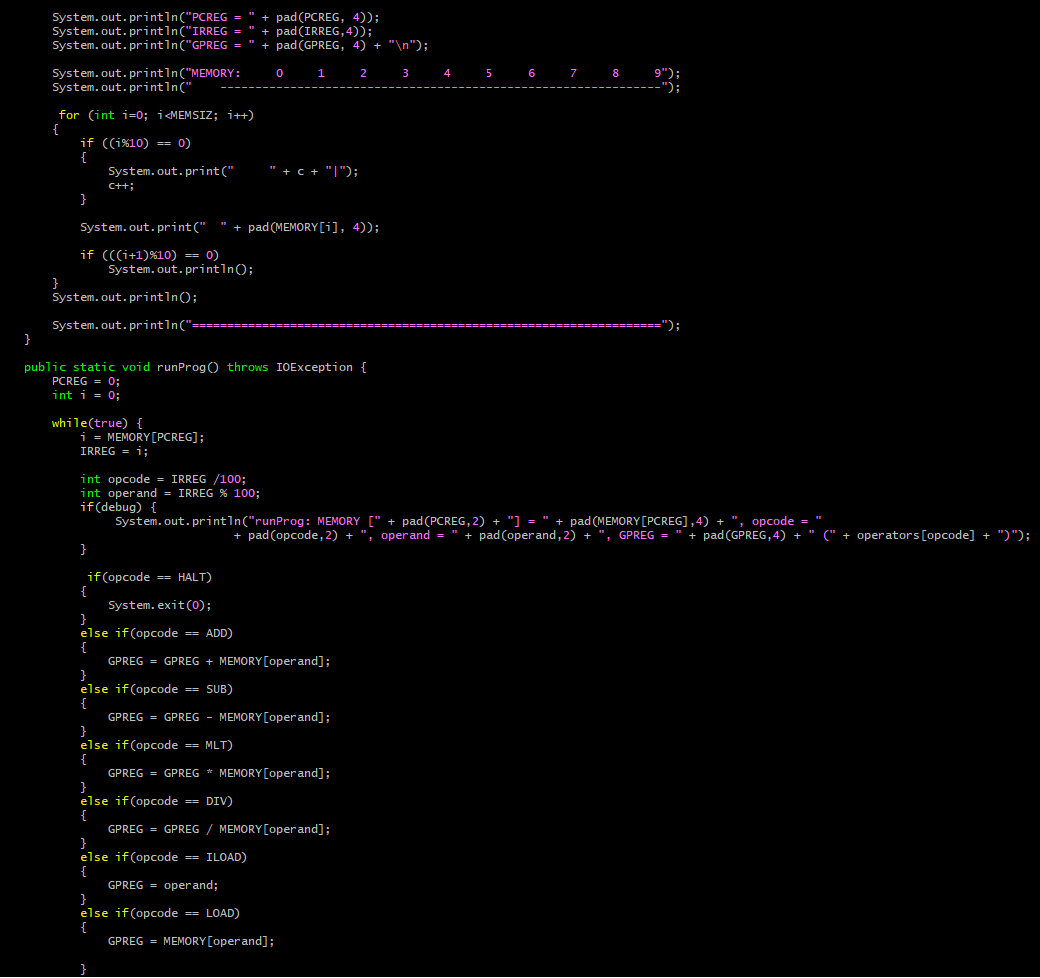 System.out.println("PCREG = " + pad(PCREG, 4));
    System.out.println("IRREG = " + pad(IRREG,4));
    System.out.println("GPREG = " + pad(GPREG, 4) + "\n");

    System.out.println("MEMORY:     0     1     2     3     4     5     6     7     8     9");
    System.out.println("    ---------------------------------------------------------------");

     for (int i=0; i<MEMSIZ; i++)
    {
        if ((i%10) == 0)
        {
            System.out.print("     " + c + "|");
            c++;
        }

        System.out.print("  " + pad(MEMORY[i], 4));

        if (((i+1)%10) == 0)
            System.out.println();
    }
    System.out.println();

    System.out.println("===================================================================");
}

public static void runProg() throws IOException {
    PCREG = 0;
    int i = 0;

    while(true) {
        i = MEMORY[PCREG];
        IRREG = i;

        int opcode = IRREG /100;
        int operand = IRREG % 100;
        if(debug) {
             System.out.println("runProg: MEMORY [" + pad(PCREG,2) + "] = " + pad(MEMORY[PCREG],4) + ", opcode = "
                              + pad(opcode,2) + ", operand = " + pad(operand,2) + ", GPREG = " + pad(GPREG,4) + " (" + operators[opcode] + ")");
        }

         if(opcode == HALT)
        {
            System.exit(0);
        }
        else if(opcode == ADD)
        {
            GPREG = GPREG + MEMORY[operand];
        }
        else if(opcode == SUB)
        {
            GPREG = GPREG - MEMORY[operand];
        }
        else if(opcode == MLT)
        {
            GPREG = GPREG * MEMORY[operand];
        }
        else if(opcode == DIV)
        {
            GPREG = GPREG / MEMORY[operand];
        }
        else if(opcode == ILOAD)
        {
            GPREG = operand;
        }
        else if(opcode == LOAD)
        {
            GPREG = MEMORY[operand];

        }